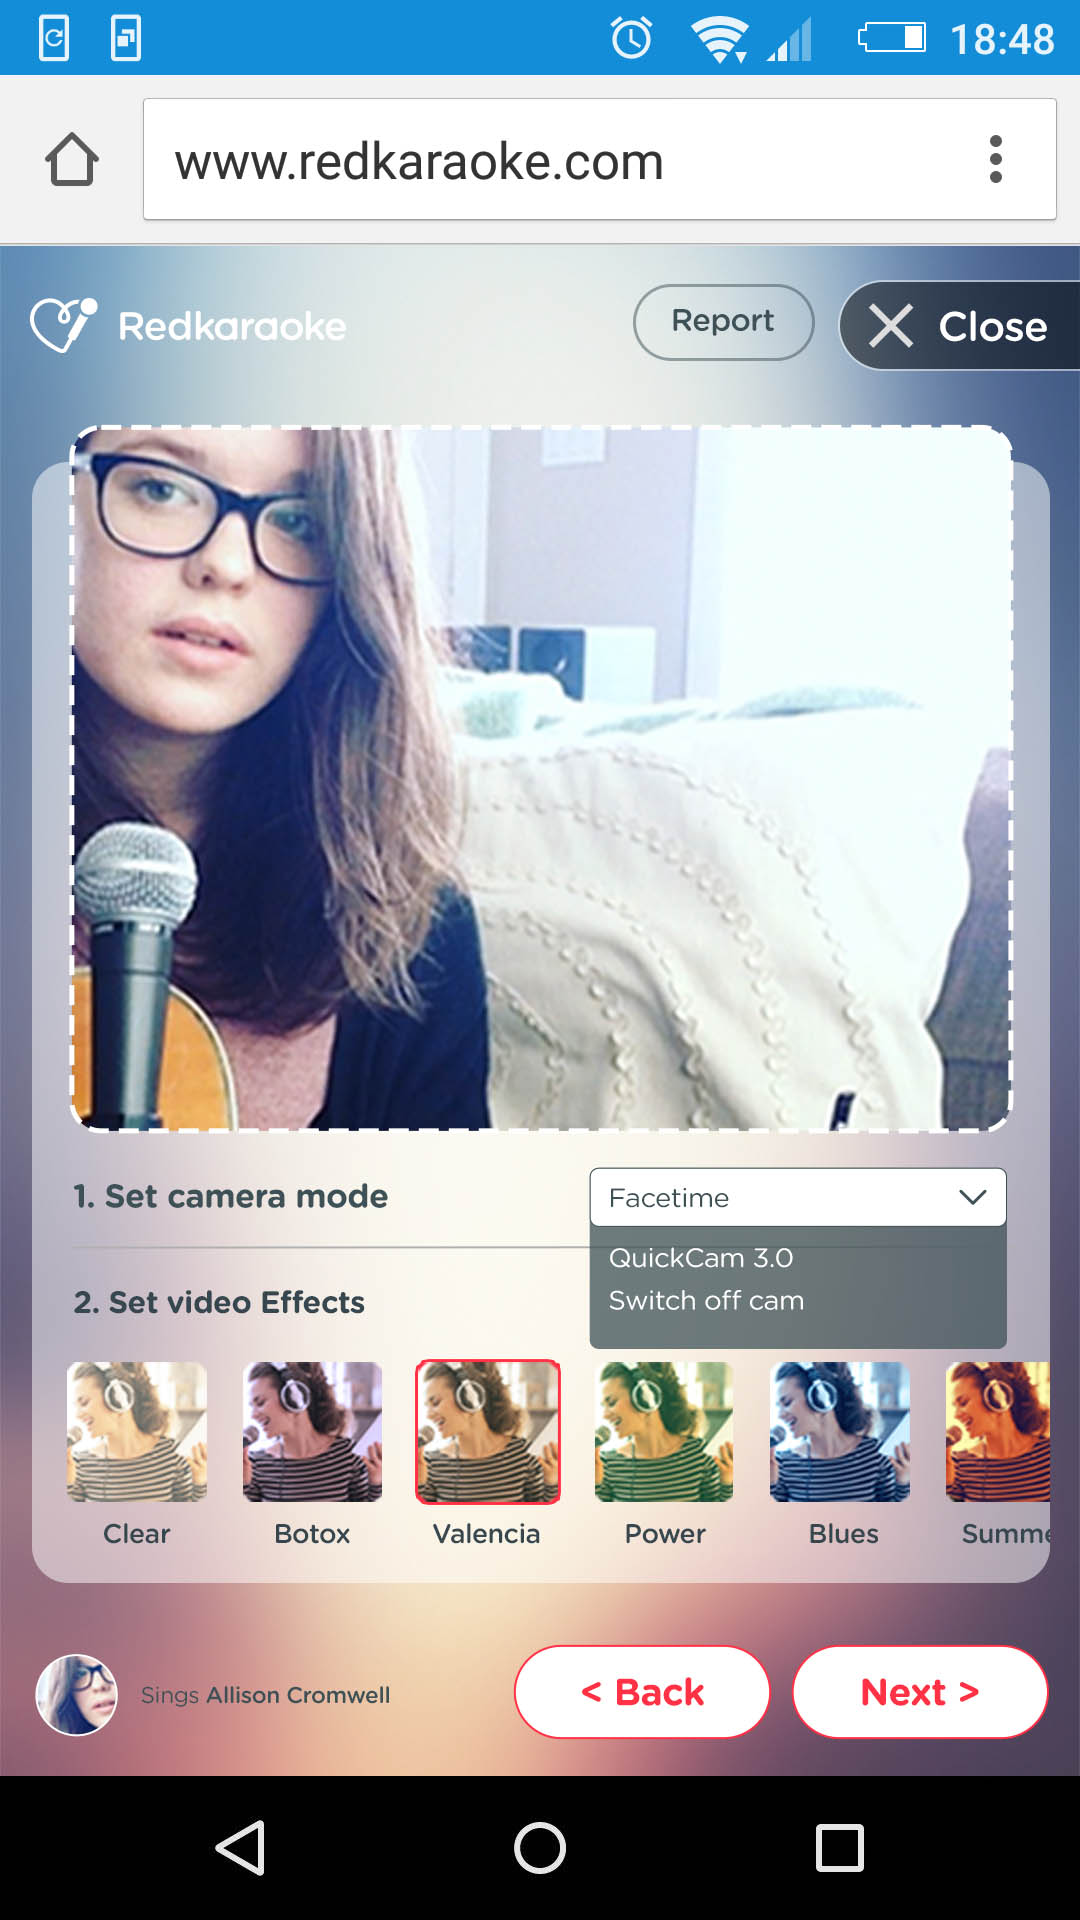 18:48
www.redkaraoke.com
Redkaraoke
Report
Close
1. Set camera mode
Facetime
QuickCam 3.0
Switch off cam
2. Set video Effects
Clear
Botox
Valencia
Power
Blues
Summe
Sings Allison Cromwell
< Back
Next >